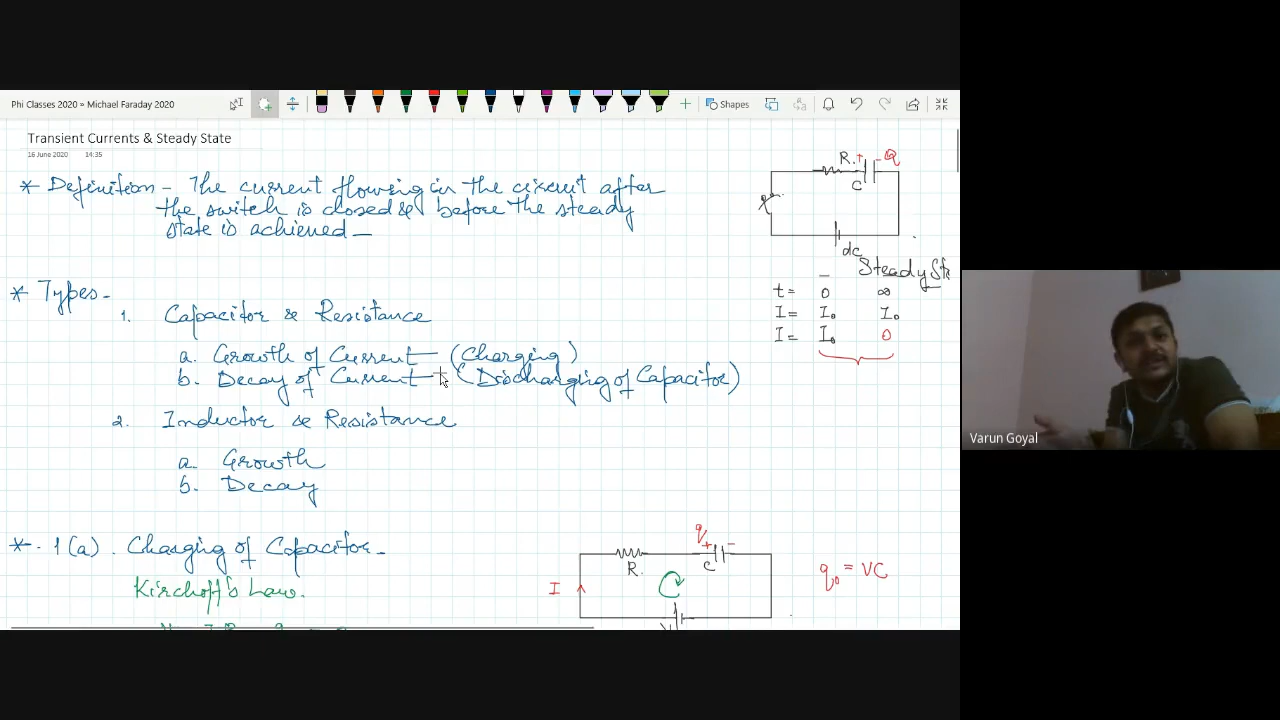 Phi Classes 2020 » Michael Faraday 2020
Shapes
Transient Currents & Steady State
16 June 2020 14:35
* Definition - The current flowing in the circuit after
the switch is closed & before the steady
state is achieved -
R. + - Q
C
dc
Steady St
t = 0 ∞
I = I₀ I₀
I = I₀ 0
* Types -
1. Capacitor & Resistance
a. Growth of Current - (Charging)
b. Decay of Current - (Discharging of Capacitor)
2. Inductor & Resistance
a. Growth
b. Decay
Varun Goyal
* . 1(a) . Charging of Capacitor -
q
+ -
R. C
I
q₀ = VC
Kirchoff's Law.
V